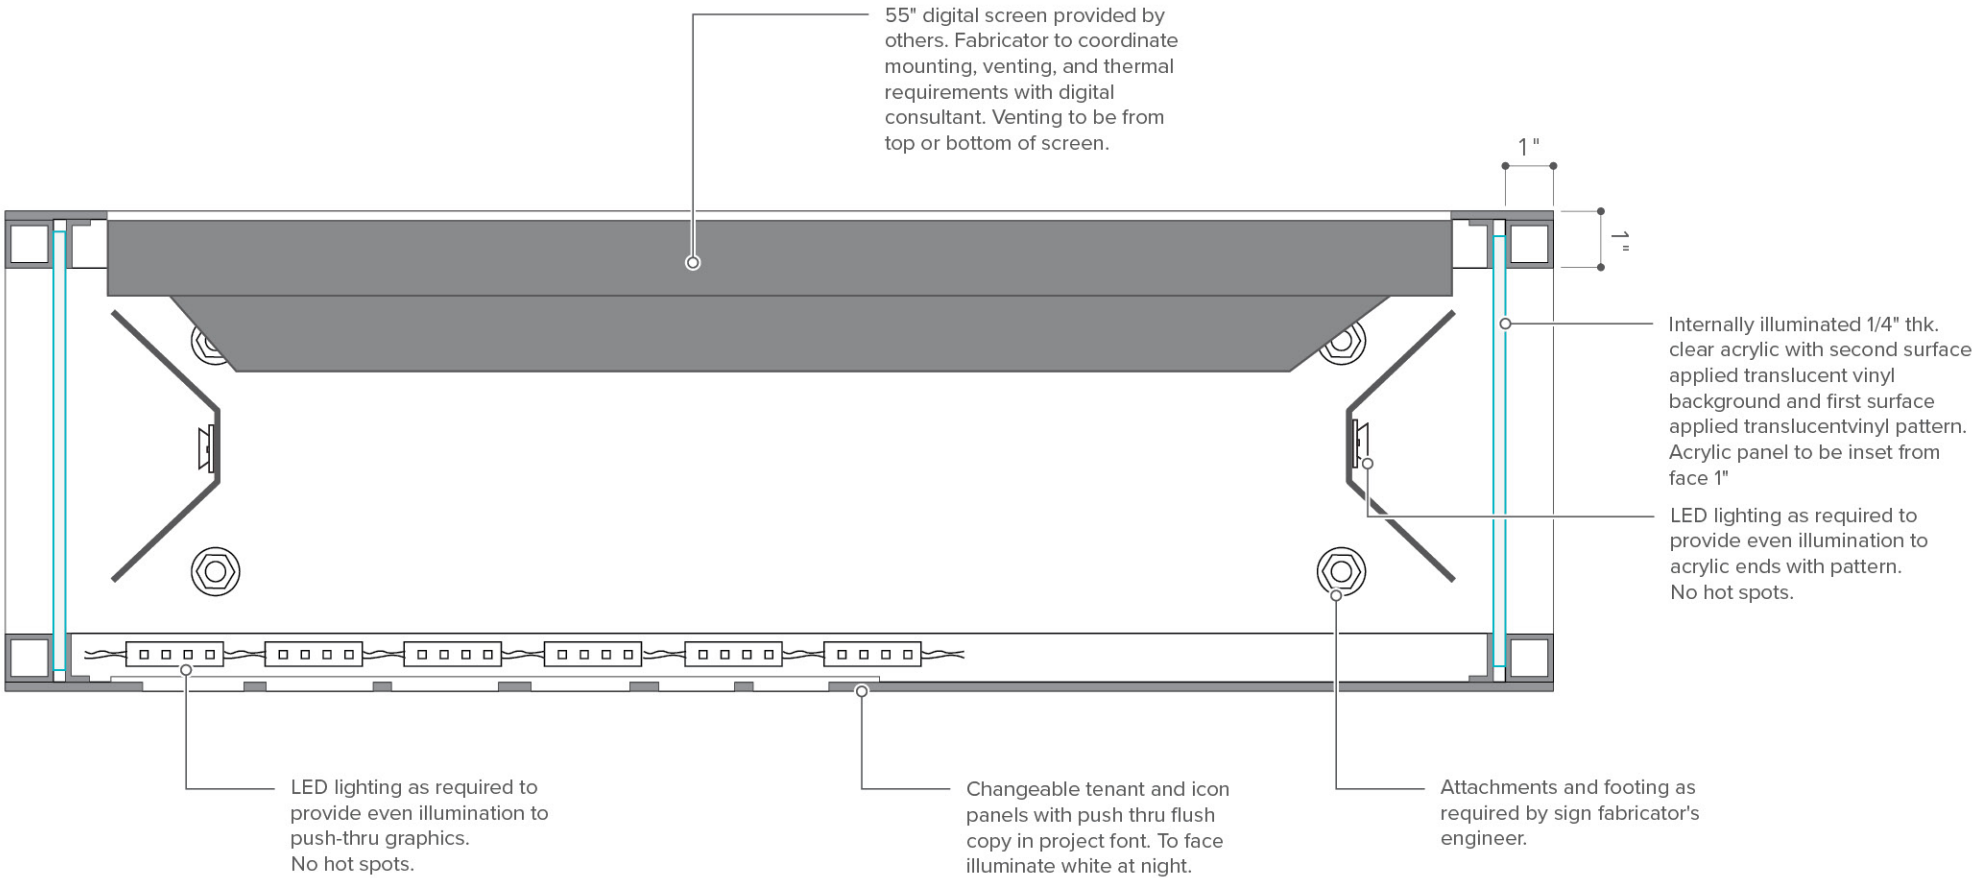 55" digital screen provided by
others. Fabricator to coordinate
mounting, venting, and thermal
requirements with digital
consultant. Venting to be from
top or bottom of screen.
1"
1"
Internally illuminated 1/4" thk.
clear acrylic with second surface
applied translucent vinyl
background and first surface
applied translucentvinyl pattern.
Acrylic panel to be inset from
face 1"
LED lighting as required to
provide even illumination to
acrylic ends with pattern.
No hot spots.
LED lighting as required to
provide even illumination to
push-thru graphics.
No hot spots.
Changeable tenant and icon
panels with push thru flush
copy in project font. To face
illuminate white at night.
Attachments and footing as
required by sign fabricator's
engineer.